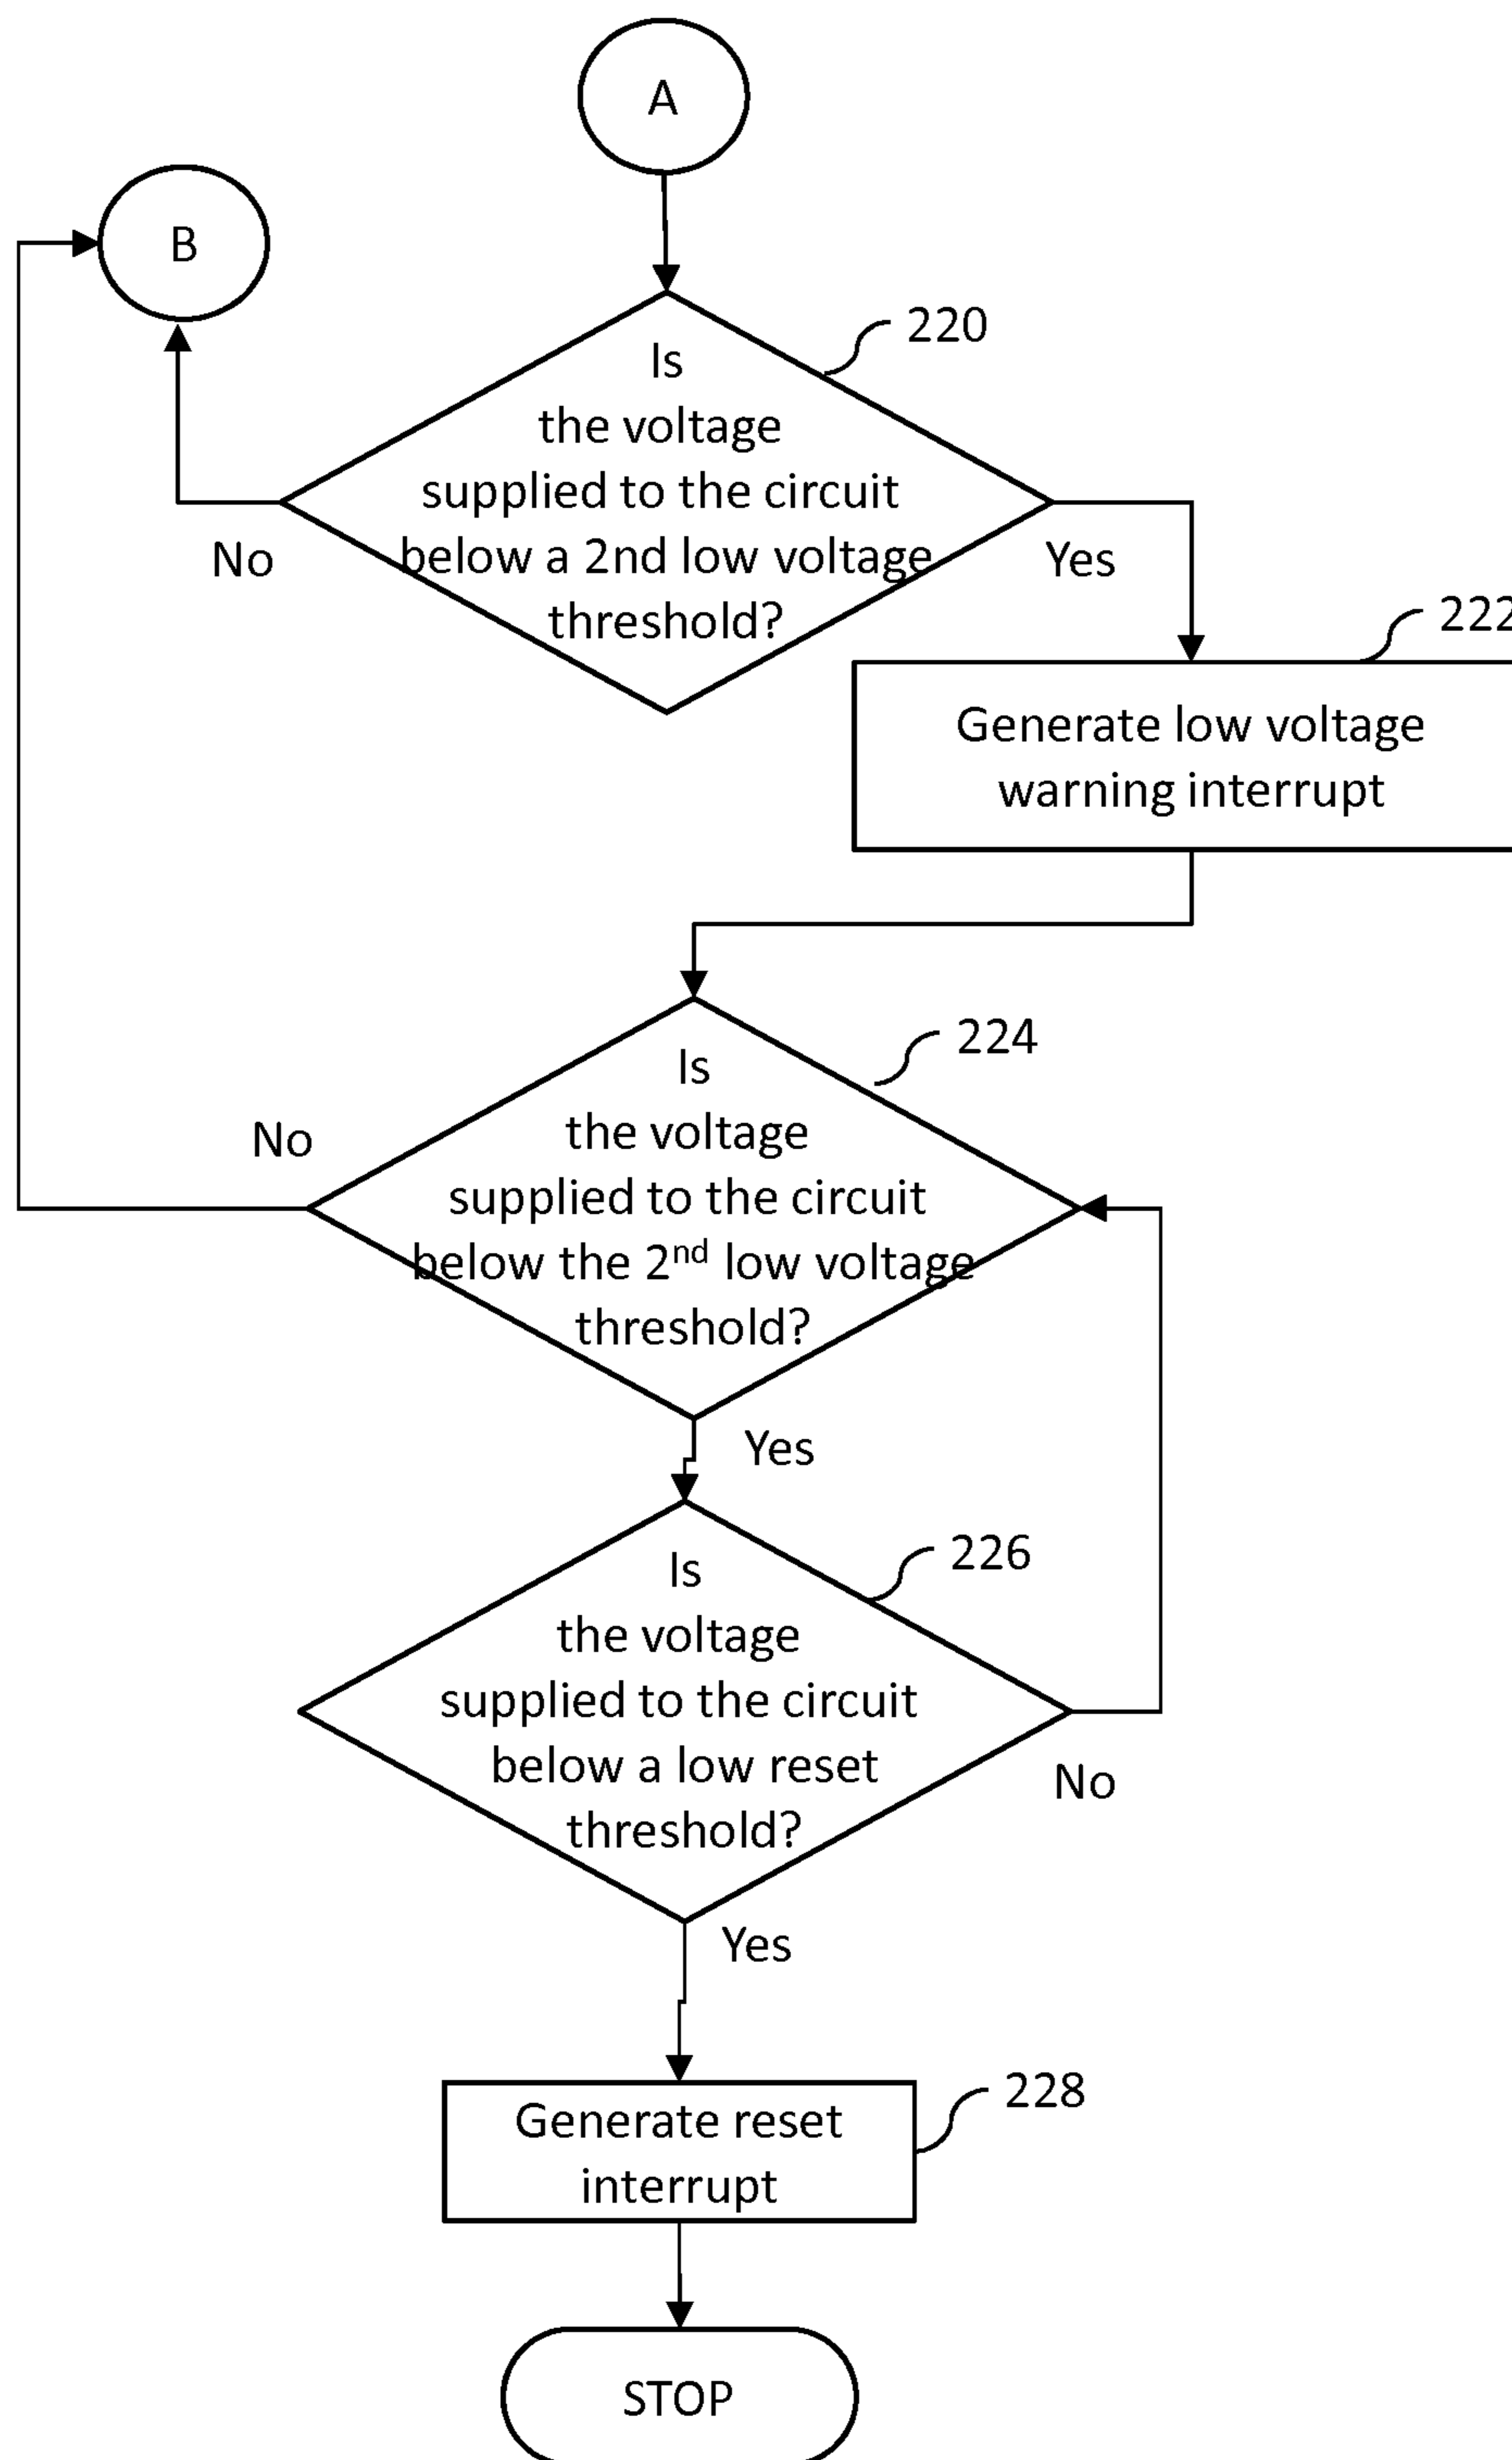 A
B
220
Is
the voltage
supplied to the circuit
below a 2nd low voltage
threshold?
No
Yes
222
Generate low voltage
warning interrupt
224
Is
the voltage
supplied to the circuit
below the 2nd low voltage
threshold?
No
Yes
226
Is
the voltage
supplied to the circuit
below a low reset
threshold?
No
Yes
228
Generate reset
interrupt
STOP